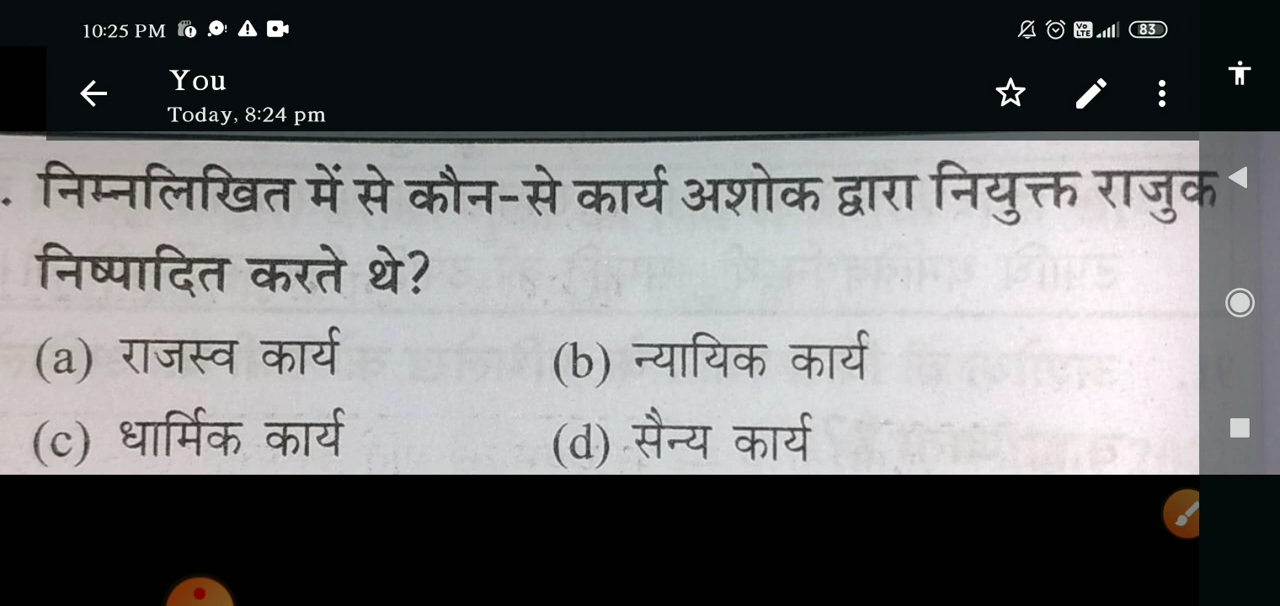 10:25 PM
83
You
Today, 8:24 pm
. निम्नलिखित में से कौन-से कार्य अशोक द्वारा नियुक्त राजुक
निष्पादित करते थे?
(a) राजस्व कार्य (b) न्यायिक कार्य
(c) धार्मिक कार्य (d) सैन्य कार्य